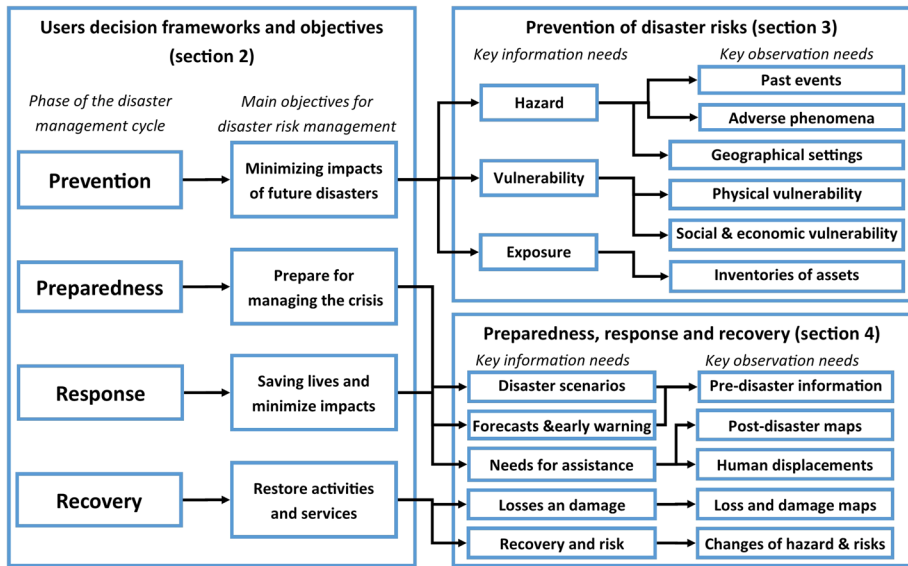 Users decision frameworks and objectives
(section 2)
Phase of the disaster
management cycle
Main objectives for
disaster risk management
Prevention
Minimizing impacts
of future disasters
Preparedness
Prepare for
managing the crisis
Response
Saving lives and
minimize impacts
Recovery
Restore activities
and services
Prevention of disaster risks (section 3)
Key information needs
Key observation needs
Hazard
Past events
Adverse phenomena
Geographical settings
Vulnerability
Physical vulnerability
Social & economic vulnerability
Exposure
Inventories of assets
Preparedness, response and recovery (section 4)
Key information needs
Key observation needs
Disaster scenarios
Pre-disaster information
Forecasts &early warning
Post-disaster maps
Needs for assistance
Human displacements
Losses an damage
Loss and damage maps
Recovery and risk
Changes of hazard & risks